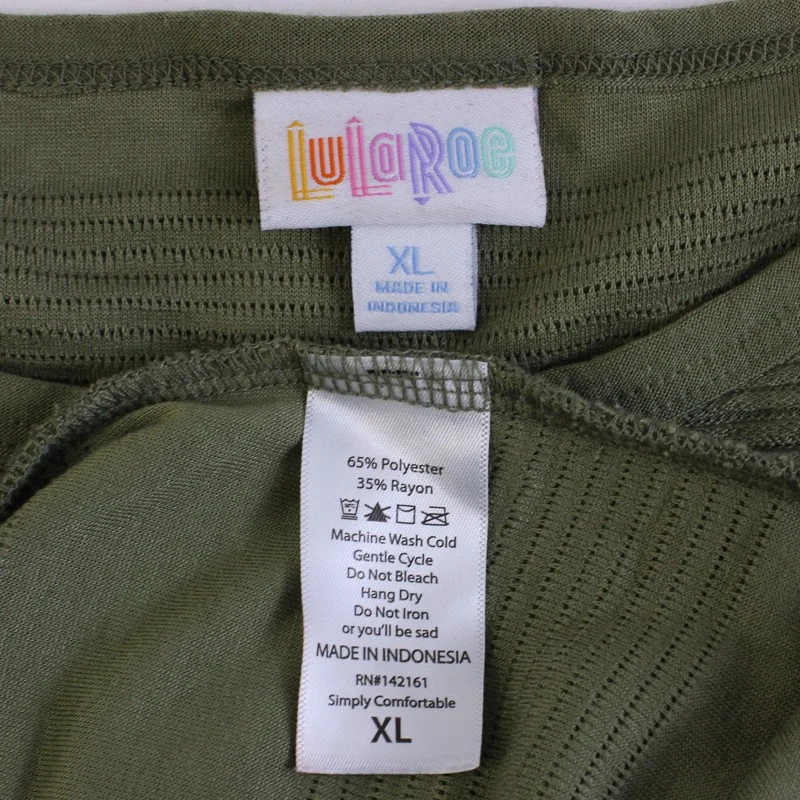 LuLaRoe
XL
MADE IN
INDONESIA
65% Polyester
35% Rayon
Machine Wash Cold
Gentle Cycle
Do Not Bleach
Hang Dry
Do Not Iron
or you'll be sad
MADE IN INDONESIA
RN#142161
Simply Comfortable
XL